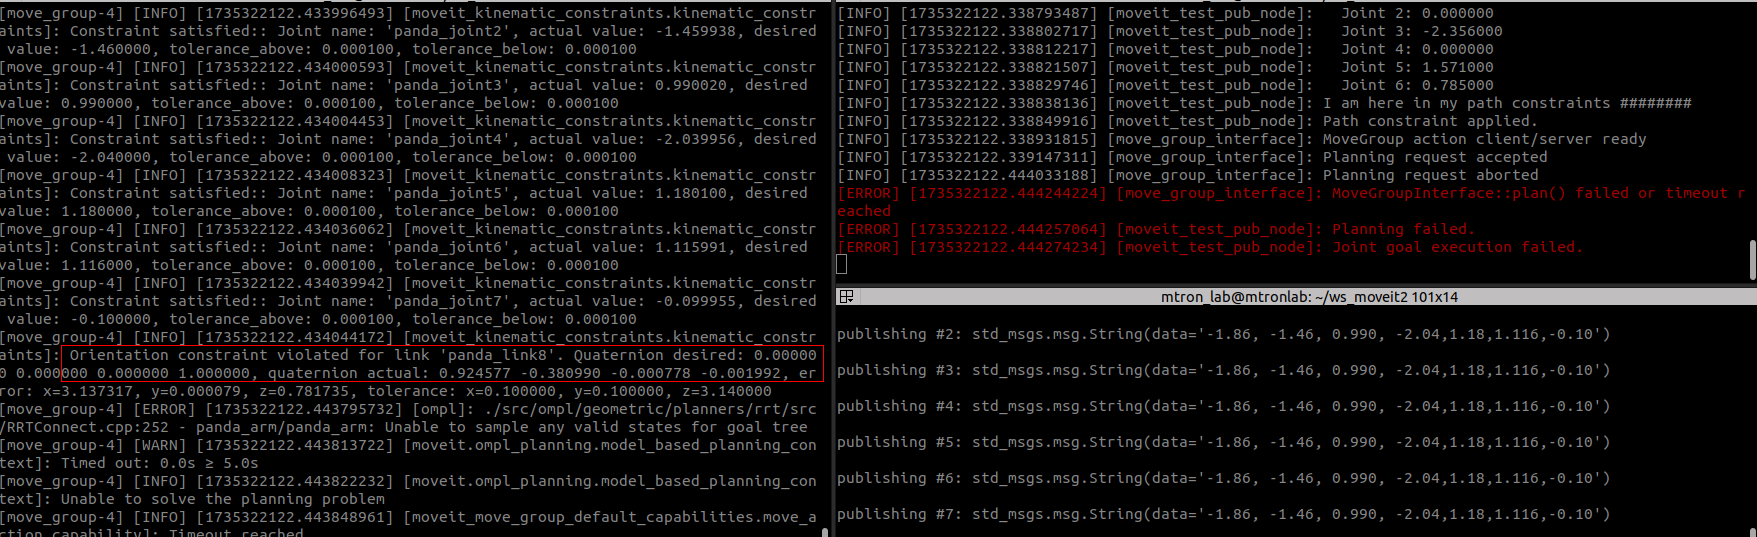 [move_group-4] [INFO] [1735322122.433996493] [moveit_kinematic_constraints.kinematic_constr
aints]: Constraint satisfied:: Joint name: 'panda_joint2', actual value: -1.459938, desired
 value: -1.460000, tolerance_above: 0.000100, tolerance_below: 0.000100
[move_group-4] [INFO] [1735322122.434000593] [moveit_kinematic_constraints.kinematic_constr
aints]: Constraint satisfied:: Joint name: 'panda_joint3', actual value: 0.990020, desired
value: 0.990000, tolerance_above: 0.000100, tolerance_below: 0.000100
[move_group-4] [INFO] [1735322122.434004453] [moveit_kinematic_constraints.kinematic_constr
aints]: Constraint satisfied:: Joint name: 'panda_joint4', actual value: -2.039956, desired
 value: -2.040000, tolerance_above: 0.000100, tolerance_below: 0.000100
[move_group-4] [INFO] [1735322122.434008323] [moveit_kinematic_constraints.kinematic_constr
aints]: Constraint satisfied:: Joint name: 'panda_joint5', actual value: 1.180100, desired
value: 1.180000, tolerance_above: 0.000100, tolerance_below: 0.000100
[move_group-4] [INFO] [1735322122.434036062] [moveit_kinematic_constraints.kinematic_constr
aints]: Constraint satisfied:: Joint name: 'panda_joint6', actual value: 1.115991, desired
value: 1.116000, tolerance_above: 0.000100, tolerance_below: 0.000100
[move_group-4] [INFO] [1735322122.434039942] [moveit_kinematic_constraints.kinematic_constr
aints]: Constraint satisfied:: Joint name: 'panda_joint7', actual value: -0.099955, desired
 value: -0.100000, tolerance_above: 0.000100, tolerance_below: 0.000100
[move_group-4] [INFO] [1735322122.434044172] [moveit_kinematic_constraints.kinematic_constr
aints]: Orientation constraint violated for link 'panda_link8'. Quaternion desired: 0.00000
0 0.000000 0.000000 1.000000, quaternion actual: 0.924577 -0.380990 -0.000778 -0.001992, er
ror: x=3.137317, y=0.000079, z=0.781735, tolerance: x=0.100000, y=0.100000, z=3.140000
[move_group-4] [ERROR] [1735322122.443795732] [ompl]: ./src/ompl/geometric/planners/rrt/src
/RRTConnect.cpp:252 - panda_arm/panda_arm: Unable to sample any valid states for goal tree
[move_group-4] [WARN] [1735322122.443813722] [moveit.ompl_planning.model_based_planning_con
text]: Timed out: 0.0s ≥ 5.0s
[move_group-4] [INFO] [1735322122.443822232] [moveit.ompl_planning.model_based_planning_con
text]: Unable to solve the planning problem
[move_group-4] [INFO] [1735322122.443848961] [moveit_move_group_default_capabilities.move_a
ction_capability]: Timeout reached
[INFO] [1735322122.338793487] [moveit_test_pub_node]:   Joint 2: 0.000000
[INFO] [1735322122.338802717] [moveit_test_pub_node]:   Joint 3: -2.356000
[INFO] [1735322122.338812217] [moveit_test_pub_node]:   Joint 4: 0.000000
[INFO] [1735322122.338821507] [moveit_test_pub_node]:   Joint 5: 1.571000
[INFO] [1735322122.338829746] [moveit_test_pub_node]:   Joint 6: 0.785000
[INFO] [1735322122.338838136] [moveit_test_pub_node]: I am here in my path constraints ########
[INFO] [1735322122.338849916] [moveit_test_pub_node]: Path constraint applied.
[INFO] [1735322122.338931815] [move_group_interface]: MoveGroup action client/server ready
[INFO] [1735322122.339147311] [move_group_interface]: Planning request accepted
[INFO] [1735322122.444033188] [move_group_interface]: Planning request aborted
[ERROR] [1735322122.444244224] [move_group_interface]: MoveGroupInterface::plan() failed or timeout r
eached
[ERROR] [1735322122.444257064] [moveit_test_pub_node]: Planning failed.
[ERROR] [1735322122.444274234] [moveit_test_pub_node]: Joint goal execution failed.
mtron_lab@mtronlab: ~/ws_moveit2 101x14
publishing #2: std_msgs.msg.String(data='-1.86, -1.46, 0.990, -2.04,1.18,1.116,-0.10')
publishing #3: std_msgs.msg.String(data='-1.86, -1.46, 0.990, -2.04,1.18,1.116,-0.10')
publishing #4: std_msgs.msg.String(data='-1.86, -1.46, 0.990, -2.04,1.18,1.116,-0.10')
publishing #5: std_msgs.msg.String(data='-1.86, -1.46, 0.990, -2.04,1.18,1.116,-0.10')
publishing #6: std_msgs.msg.String(data='-1.86, -1.46, 0.990, -2.04,1.18,1.116,-0.10')
publishing #7: std_msgs.msg.String(data='-1.86, -1.46, 0.990, -2.04,1.18,1.116,-0.10')